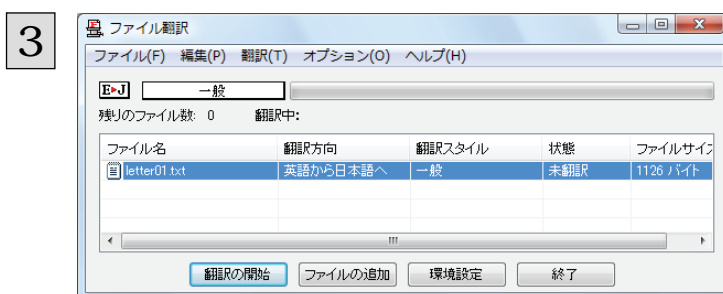 3
ファイル翻訳
ファイル(F) 編集(P) 翻訳(T) オプション(O) ヘルプ(H)
E▸J 一般
残りのファイル数: 0 翻訳中:
ファイル名 翻訳方向 翻訳スタイル 状態 ファイルサイズ
letter01.txt 英語から日本語へ 一般 未翻訳 1126 バイト
翻訳の開始 ファイルの追加 環境設定 終了